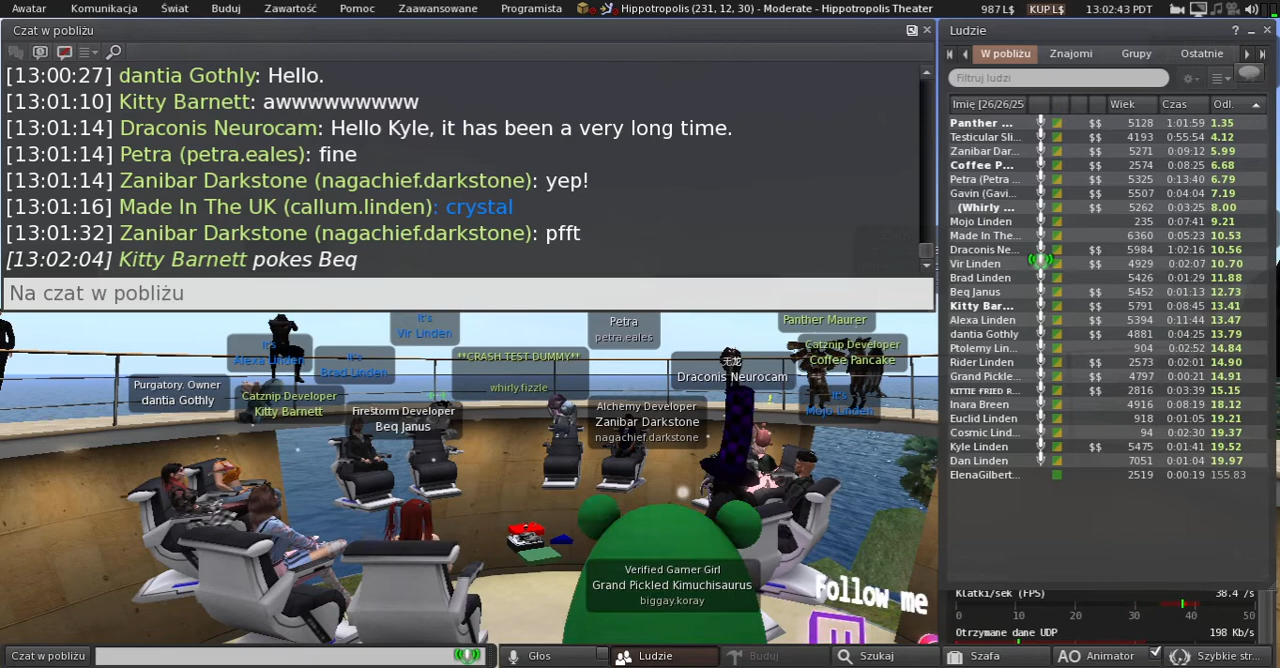 Awatar Komunikacja Świat Buduj Zawartość Pomoc Zaawansowane Programista Hippotropolis (231, 12, 30) - Moderate - Hippotropolis Theater 987 L$ KUP L$ 13:02:43 PDT
Czat w pobliżu
[13:00:27] dantia Gothly: Hello.
[13:01:10] Kitty Barnett: awwwwwwwww
[13:01:14] Draconis Neurocam: Hello Kyle, it has been a very long time.
[13:01:14] Petra (petra.eales): fine
[13:01:14] Zanibar Darkstone (nagachief.darkstone): yep!
[13:01:16] Made In The UK (callum.linden): crystal
[13:01:32] Zanibar Darkstone (nagachief.darkstone): pfft
[13:02:04] Kitty Barnett pokes Beq
Na czat w pobliżu
Ludzie
W pobliżu Znajomi Grupy Ostatnie
Filtruj ludzi
Imię [26/26/25 Wiek Czas Odl.
Panther ... $$ 5128 1:01:59 1.35
Testicular Sli... $$ 4193 0:55:54 4.12
Zanibar Dar... $$ 5271 0:09:12 5.99
Coffee P... $$ 2574 0:08:25 6.68
Petra (Petra ... $$ 5325 0:13:40 6.79
Gavin (Gavi... $$ 5507 0:04:04 7.19
(Whirly ... $$ 5262 0:03:25 8.00
Mojo Linden 235 0:07:41 9.21
Made In The... 6360 0:05:23 10.53
Draconis Ne... $$ 5984 1:02:16 10.56
Vir Linden $$ 4929 0:02:07 10.70
Brad Linden 5426 0:01:29 11.88
Beq Janus $$ 5452 0:01:13 12.73
Kitty Bar... $$ 5791 0:08:45 13.41
Alexa Linden $$ 5394 0:11:44 13.47
dantia Gothly $$ 4881 0:04:25 13.79
Ptolemy Lin... 904 0:02:52 14.84
Rider Linden $$ 2573 0:02:01 14.90
Grand Pickle... $$ 4797 0:00:21 14.91
ᴋɪᴛᴛɪᴇ ғʀɪᴇᴅ ʀ... $$ 2816 0:03:39 15.15
Inara Breen $$ 4916 0:08:19 18.12
Euclid Linden 918 0:01:05 19.21
Cosmic Lind... 94 0:02:30 19.37
Kyle Linden $$ 5475 0:01:41 19.52
Dan Linden 7051 0:01:04 19.97
ElenaGilbert... 2519 0:00:19 155.83
It's
Vir Linden
Petra
petra.eales
Panther Maurer
It's
Alexa Linden
It's
Brad Linden
**CRASH TEST DUMMY**
whirly.fizzle
Catznip Developer
Coffee Pancake
无龙
Draconis Neurocam
Purgatory. Owner
dantia Gothly
Catznip Developer
Kitty Barnett
Firestorm Developer
Beq Janus
Alchemy Developer
Zanibar Darkstone
nagachief.darkstone
It's
Mojo Linden
Verified Gamer Girl
Grand Pickled Kimuchisaurus
biggay.koray
Follow me
Klatki/sek (FPS) 38.4 /s
0 10 20 30 40 50
Otrzymane dane UDP 198 Kb/s
Czat w pobliżu Głos Ludzie Buduj Szukaj Szafa AO Animator Szybkie str...